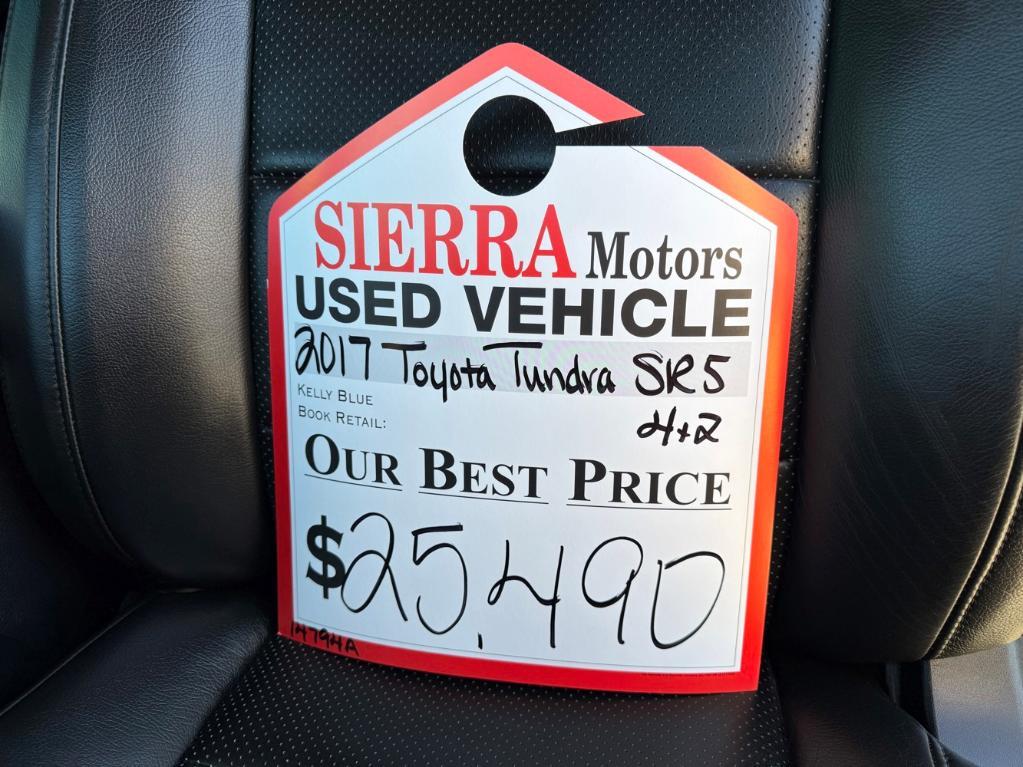 SIERRA Motors
USED VEHICLE
2017 Toyota Tundra SR5
KELLY BLUE
BOOK RETAIL:
4x2
OUR BEST PRICE
$25,490
14794A